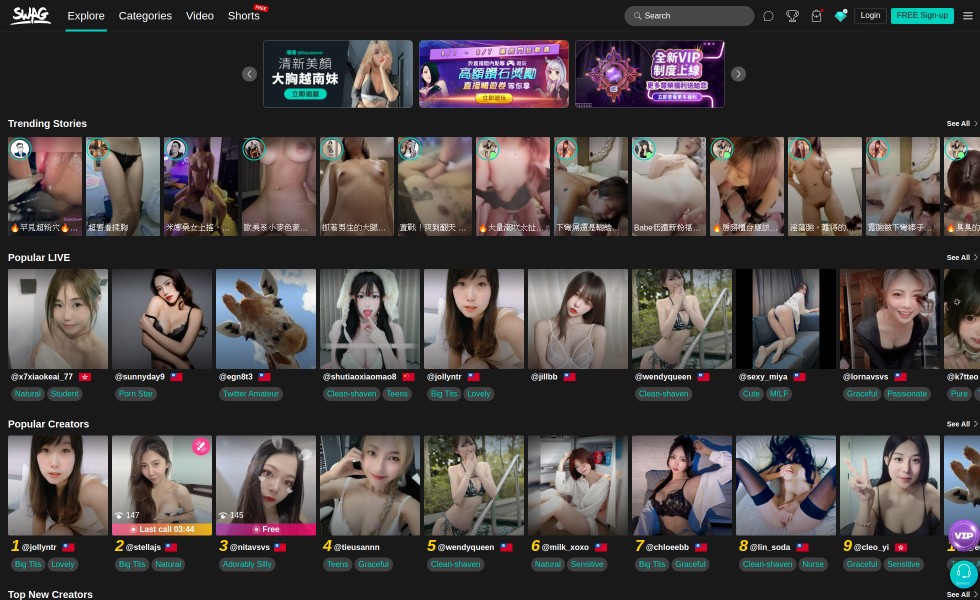 SWAG
Explore
Categories
Video
Shorts
FREE
Search
Login
FREE Sign-up
清新美顏
大胸越南妹
立即追蹤
高額鑽石獎勵
全新VIP
制度上線
Trending Stories
See All
Popular LIVE
See All
@x7xiaokeai_77
@sunnyday9
@egn8t3
@shutiaoxiaomao8
@jollyntr
@jillbb
@wendyqueen
@sexy_miya
@lornavsvs
@k7tteo
Natural
Student
Porn Star
Twitter Amateur
Clean-shaven
Teens
Big Tits
Lovely
Clean-shaven
Cute
MILF
Graceful
Passionate
Pure
Popular Creators
See All
147
Last call 03:44
145
Free
VIP
1 @jollyntr
2 @stellajs
3 @nitavsvs
4 @tieusannn
5 @wendyqueen
6 @milk_xoxo
7 @chloeebb
8 @lin_soda
9 @cleo_yi
Big Tits
Lovely
Big Tits
Natural
Adorably Silly
Teens
Graceful
Clean-shaven
Natural
Sensitive
Big Tits
Graceful
Clean-shaven
Nurse
Graceful
Sensitive
Top New Creators
See All